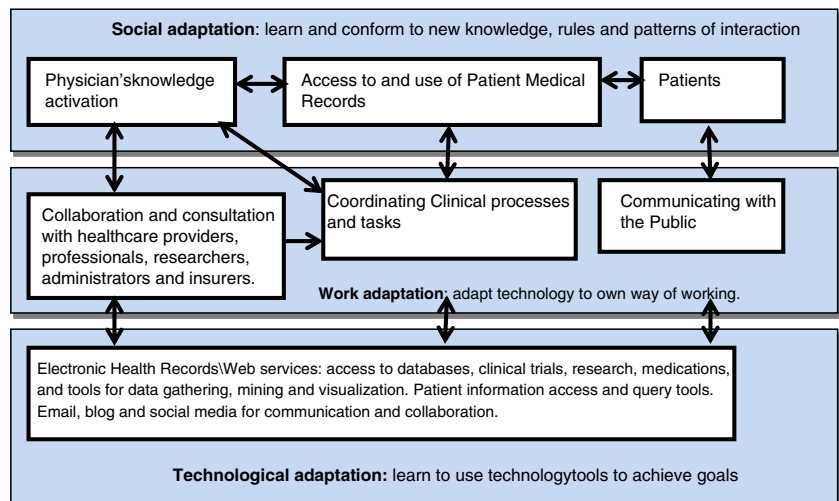 Social adaptation: learn and conform to new knowledge, rules and patterns of interaction
Physician'sknowledge
activation
Access to and use of Patient Medical
Records
Patients
Collaboration and consultation
with healthcare providers,
professionals, researchers,
administrators and insurers.
Coordinating Clinical processes
and tasks
Communicating with
the Public
Work adaptation: adapt technology to own way of working.
Electronic Health Records\Web services: access to databases, clinical trials, research, medications,
and tools for data gathering, mining and visualization. Patient information access and query tools.
Email, blog and social media for communication and collaboration.
Technological adaptation: learn to use technologytools to achieve goals